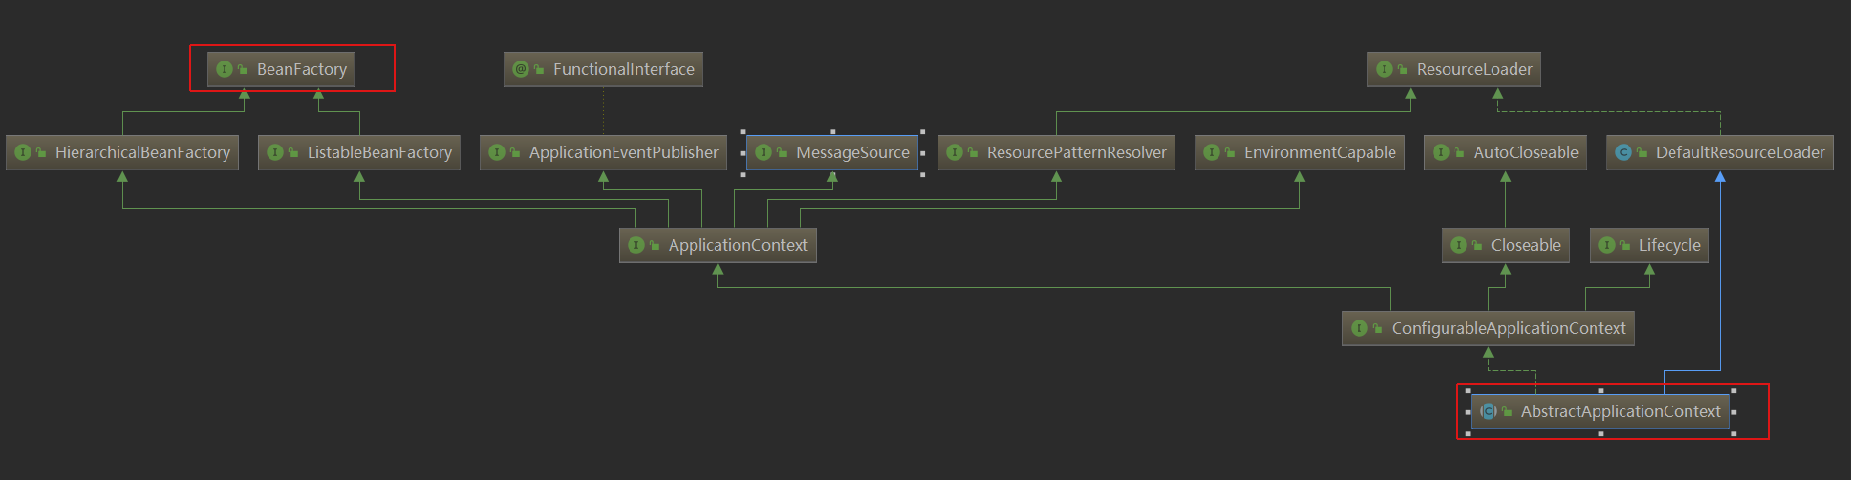 BeanFactory
FunctionalInterface
ResourceLoader
HierarchicalBeanFactory
ListableBeanFactory
ApplicationEventPublisher
MessageSource
ResourcePatternResolver
EnvironmentCapable
AutoCloseable
DefaultResourceLoader
ApplicationContext
Closeable
Lifecycle
ConfigurableApplicationContext
AbstractApplicationContext